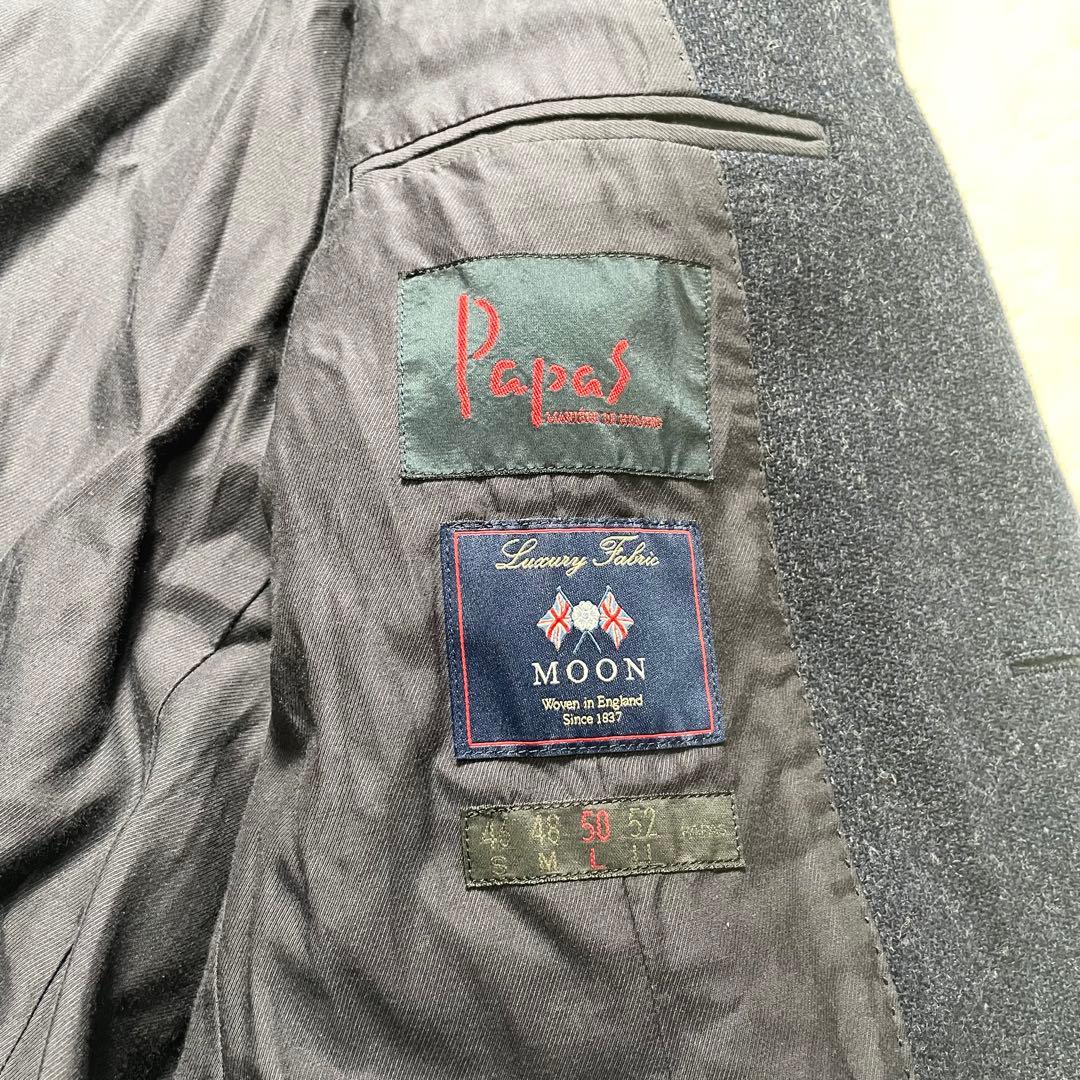 Papas
Luxury Fabric
MOON
Woven in England
Since 1837
46 48 50 52
S M L LL